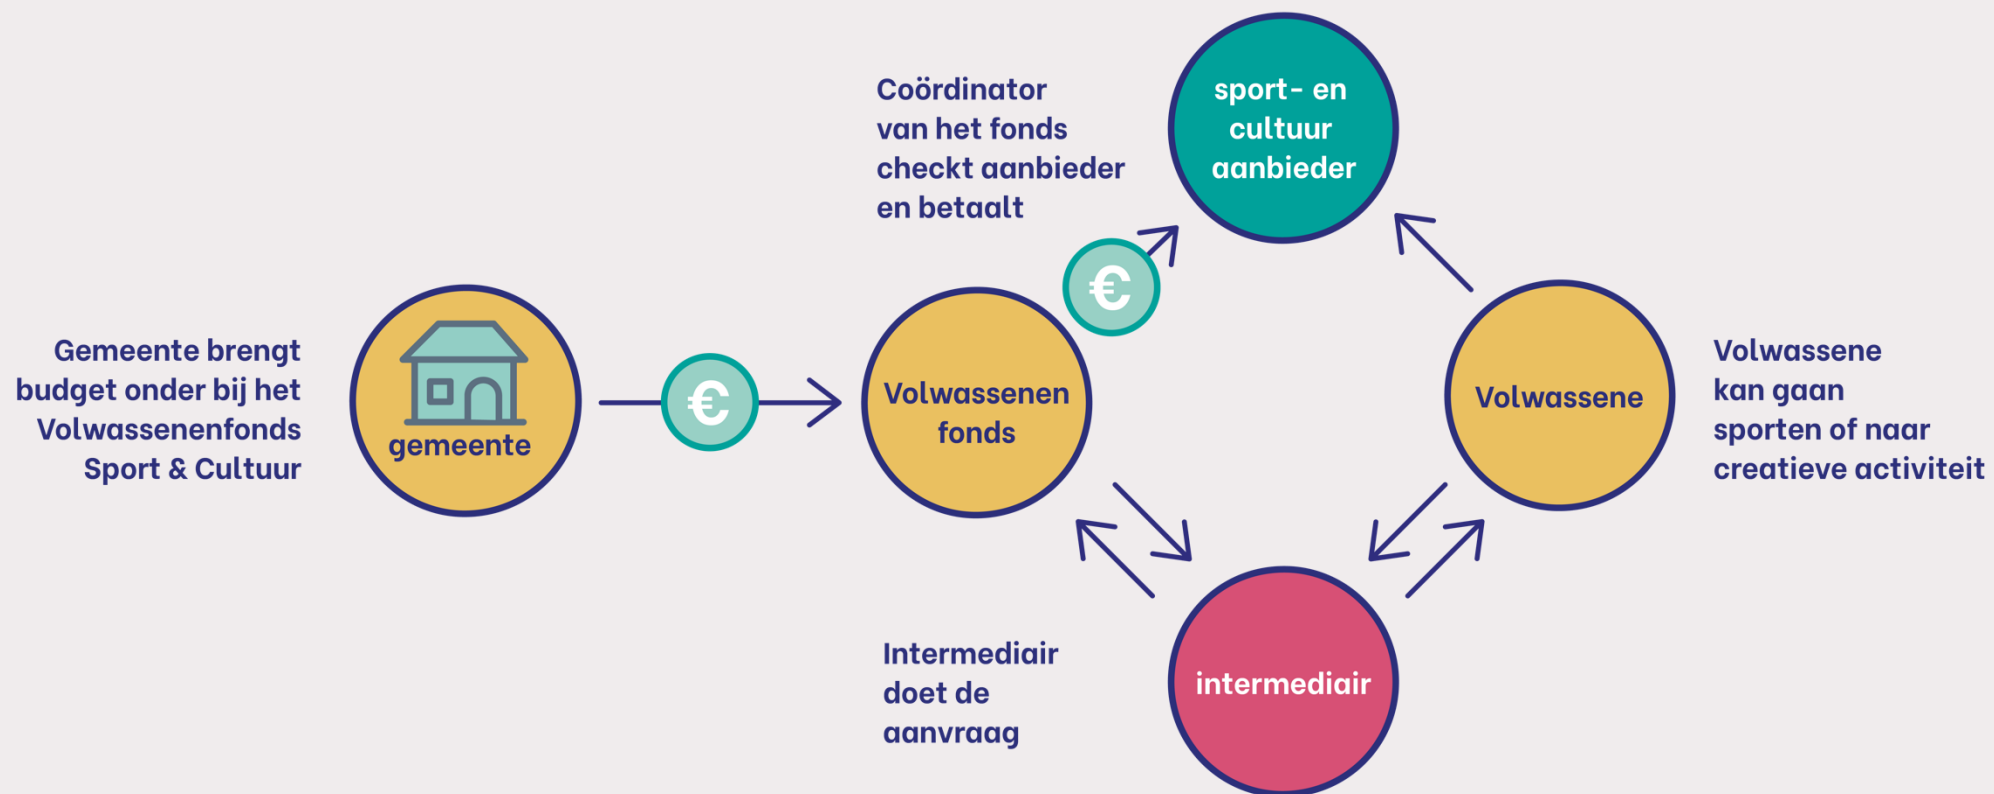 Gemeente brengt
budget onder bij het
Volwassenenfonds
Sport & Cultuur
gemeente
€
Volwassenen
fonds
Coördinator
van het fonds
checkt aanbieder
en betaalt
€
sport- en
cultuur
aanbieder
Volwassene
Volwassene
kan gaan
sporten of naar
creatieve activiteit
Intermediair
doet de
aanvraag
intermediair